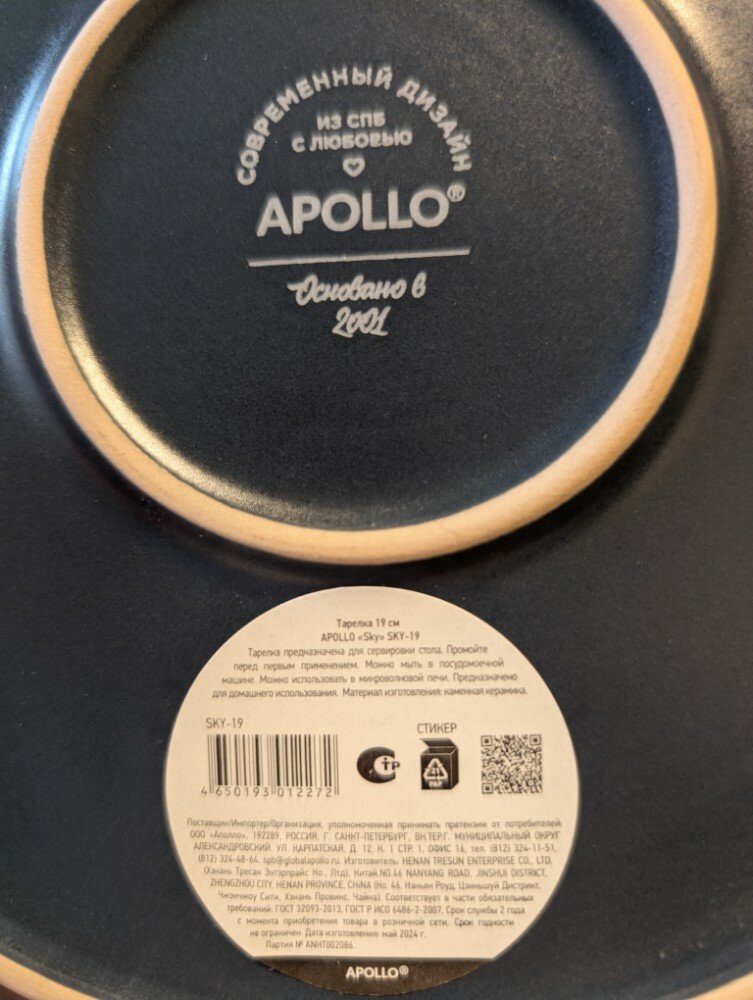 СОВРЕМЕННЫЙ ДИЗАЙН
ИЗ СПБ
С ЛЮБОВЬЮ
APOLLO®
Основано в
2001
Тарелка 19 см
APOLLO «Sky» SKY-19
Тарелка предназначена для сервировки стола. Промойте
перед первым применением. Можно мыть в посудомоечной
машине. Можно использовать в микроволновой печи. Предназначено
для домашнего использования. Материал изготовления: каменная керамика.
SKY-19
СТИКЕР
4 650193 012272
СТР
PAP
Поставщик/Импортер/Организация, уполномоченная принимать претензии от потребителей:
ООО «Аполло», 192289, РОССИЯ, Г. САНКТ-ПЕТЕРБУРГ, ВН.ТЕР.Г. МУНИЦИПАЛЬНЫЙ ОКРУГ
АЛЕКСАНДРОВСКИЙ, УЛ. КАРПАТСКАЯ, Д. 12, К. 1 СТР. 1, ОФИС 16, тел. (812) 324-11-51,
(812) 324-48-64, spb@globalapollo.ru. Изготовитель: HENAN TRESUN ENTERPRISE CO., LTD,
(Хэнань Тресан Энтэрпрайс Ко., Лтд), Китай.NO.46 NANYANG ROAD, JINSHUI DISTRICT,
ZHENGZHOU CITY, HENAN PROVINCE, CHINA (Но. 46, Наньян Роуд, Цзиньшуй Дистрикт,
Чжэнчжоу Сити, Хэнань Провинс, Чайна). Соответствует в части обязательных
требований, ГОСТ 32093-2013, ГОСТ Р ИСО 6486-2-2007. Срок службы 2 года
с момента приобретения товара в розничной сети. Срок годности
не ограничен. Дата изготовления: май 2024 г.
Партия № ANHT002086.
APOLLO®